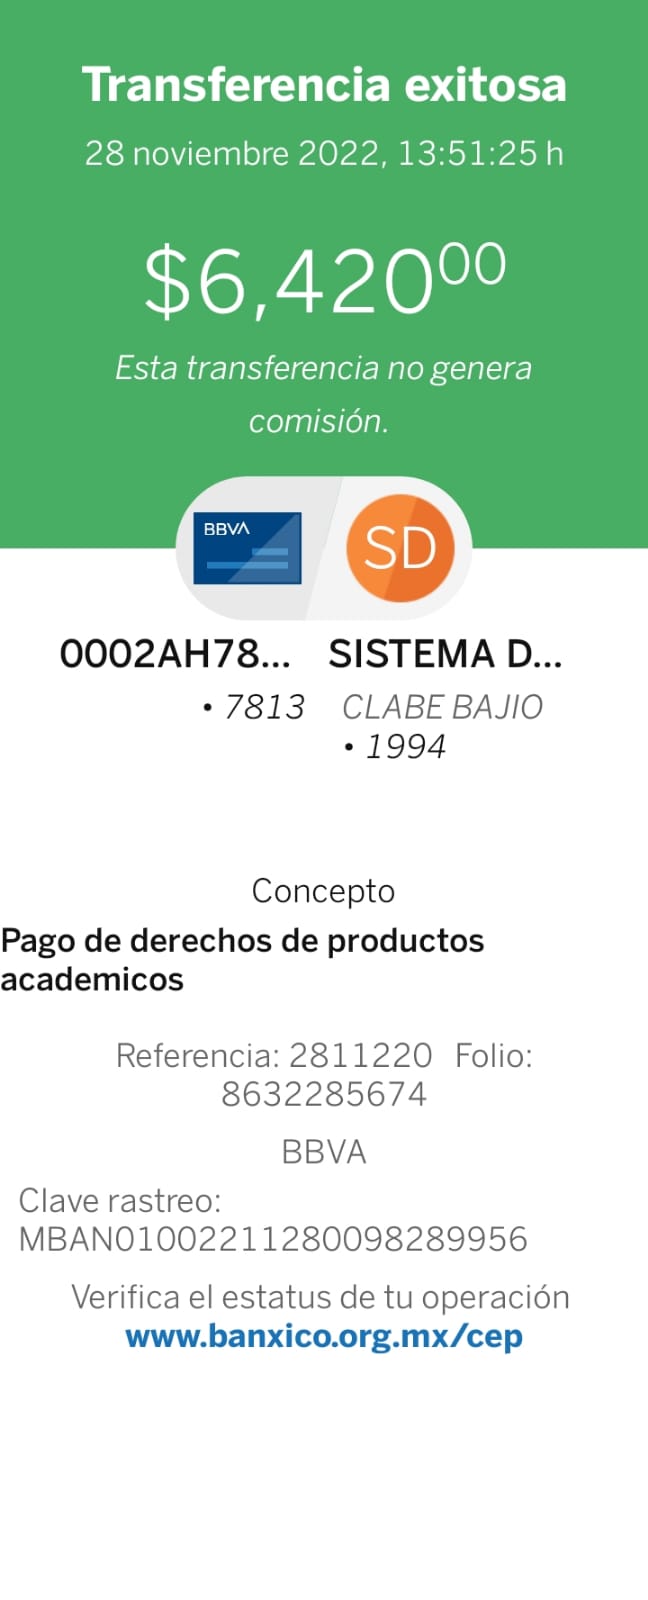 Transferencia exitosa
28 noviembre 2022, 13:51:25 h
$6,42000
Esta transferencia no genera
comisión.
BBVA
SD
0002AH78... SISTEMA D...
• 7813 CLABE BAJIO
• 1994
Concepto
Pago de derechos de productos
academicos
Referencia: 2811220 Folio:
8632285674
BBVA
Clave rastreo:
MBAN01002211280098289956
Verifica el estatus de tu operación
www.banxico.org.mx/cep